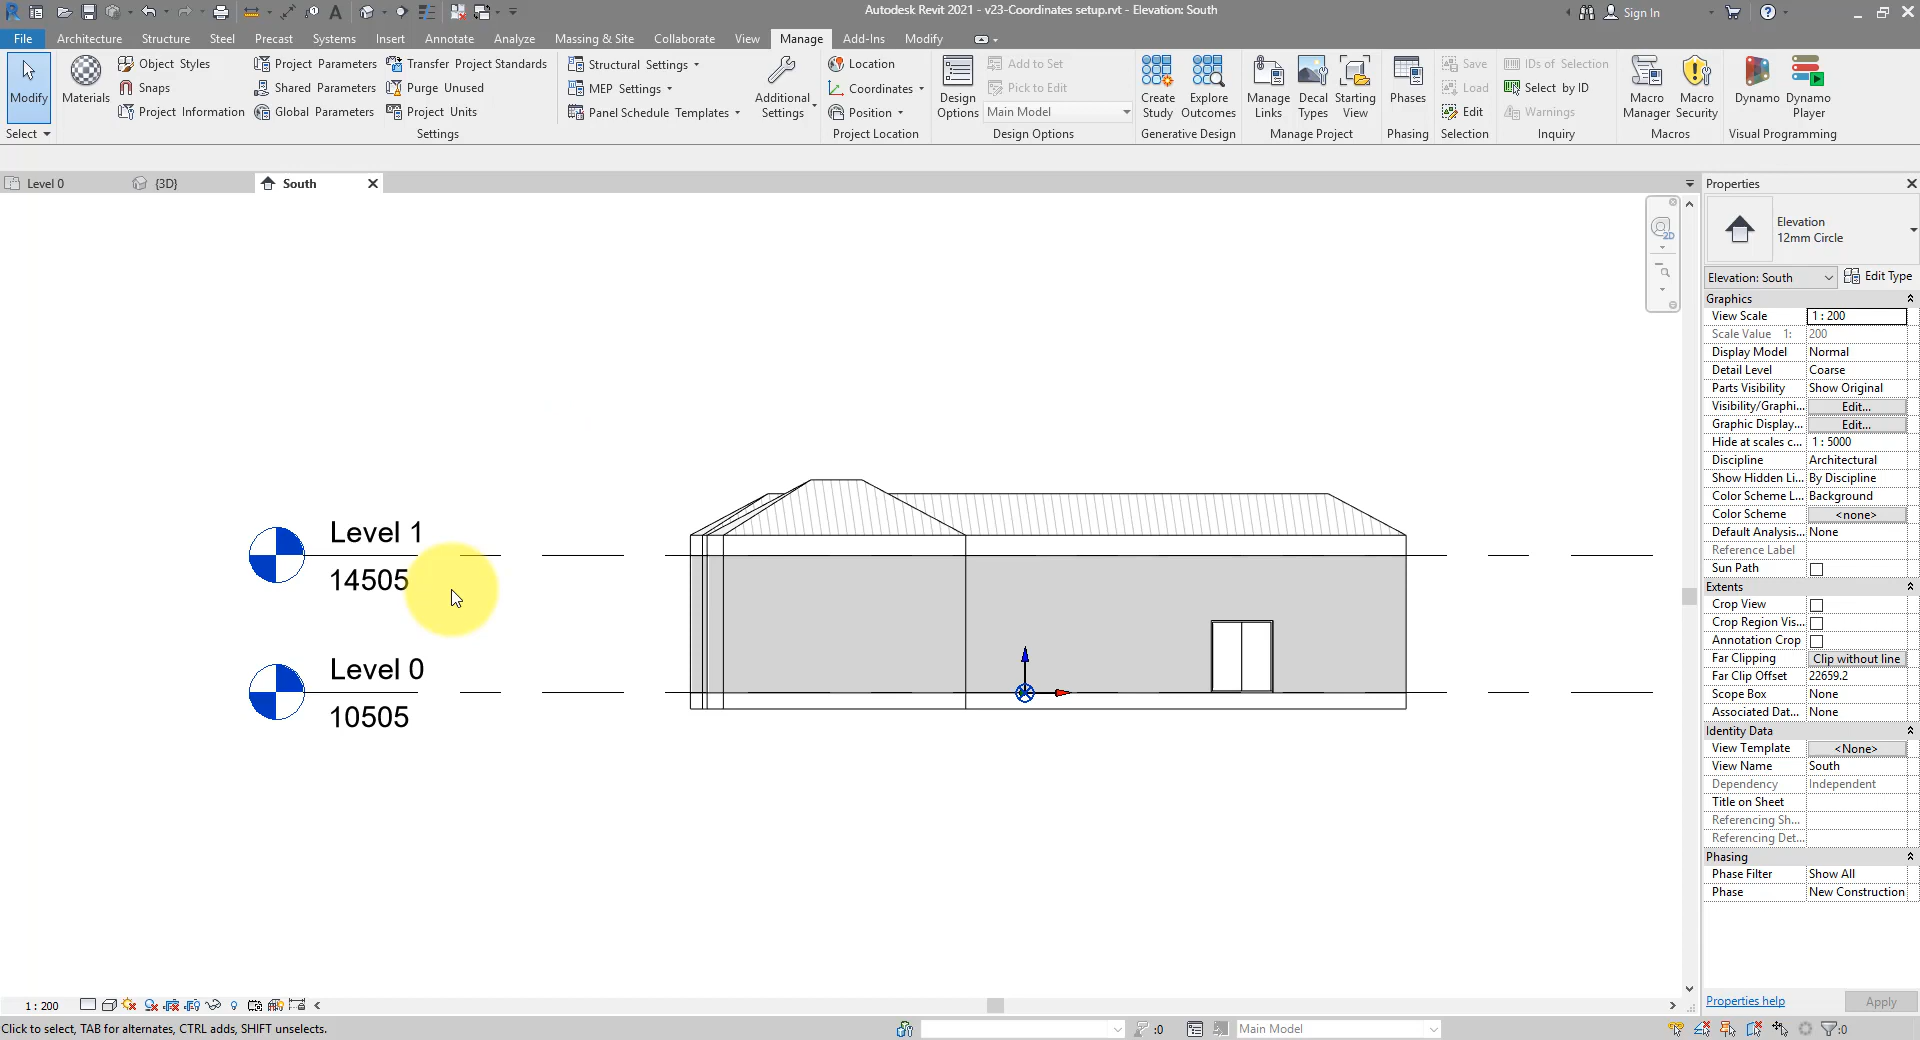 Autodesk Revit 2021 - v23-Coordinates setup.rvt - Elevation: South
Sign In
File Architecture Structure Steel Precast Systems Insert Annotate Analyze Massing & Site Collaborate View Manage Add-Ins Modify
Modify
Select
Materials
Object Styles
Snaps
Project Information
Project Parameters
Shared Parameters
Global Parameters
Transfer Project Standards
Purge Unused
Project Units
Settings
Structural Settings
MEP Settings
Panel Schedule Templates
Additional
Settings
Location
Coordinates
Position
Project Location
Design
Options
Add to Set
Pick to Edit
Main Model
Design Options
Create
Study
Explore
Outcomes
Generative Design
Manage
Links
Decal
Types
Starting
View
Manage Project
Phases
Phasing
Save
Load
Edit
Selection
IDs of Selection
Select by ID
Warnings
Inquiry
Macro
Manager
Macro
Security
Macros
Dynamo
Dynamo
Player
Visual Programming
Level 0
{3D}
South
2D
Level 1
14505
Level 0
10505
Properties
Elevation
12mm Circle
Elevation: South
Edit Type
Graphics
View Scale 1 : 200
Scale Value 1: 200
Display Model Normal
Detail Level Coarse
Parts Visibility Show Original
Visibility/Graphi... Edit...
Graphic Display... Edit...
Hide at scales c... 1 : 5000
Discipline Architectural
Show Hidden Li... By Discipline
Color Scheme L... Background
Color Scheme <none>
Default Analysis... None
Reference Label
Sun Path
Extents
Crop View
Crop Region Vis...
Annotation Crop
Far Clipping Clip without line
Far Clip Offset 22659.2
Scope Box None
Associated Dat... None
Identity Data
View Template <None>
View Name South
Dependency Independent
Title on Sheet
Referencing Sh...
Referencing Det...
Phasing
Phase Filter Show All
Phase New Construction
Properties help
Apply
1 : 200
Click to select, TAB for alternates, CTRL adds, SHIFT unselects.
:0
Main Model
:0